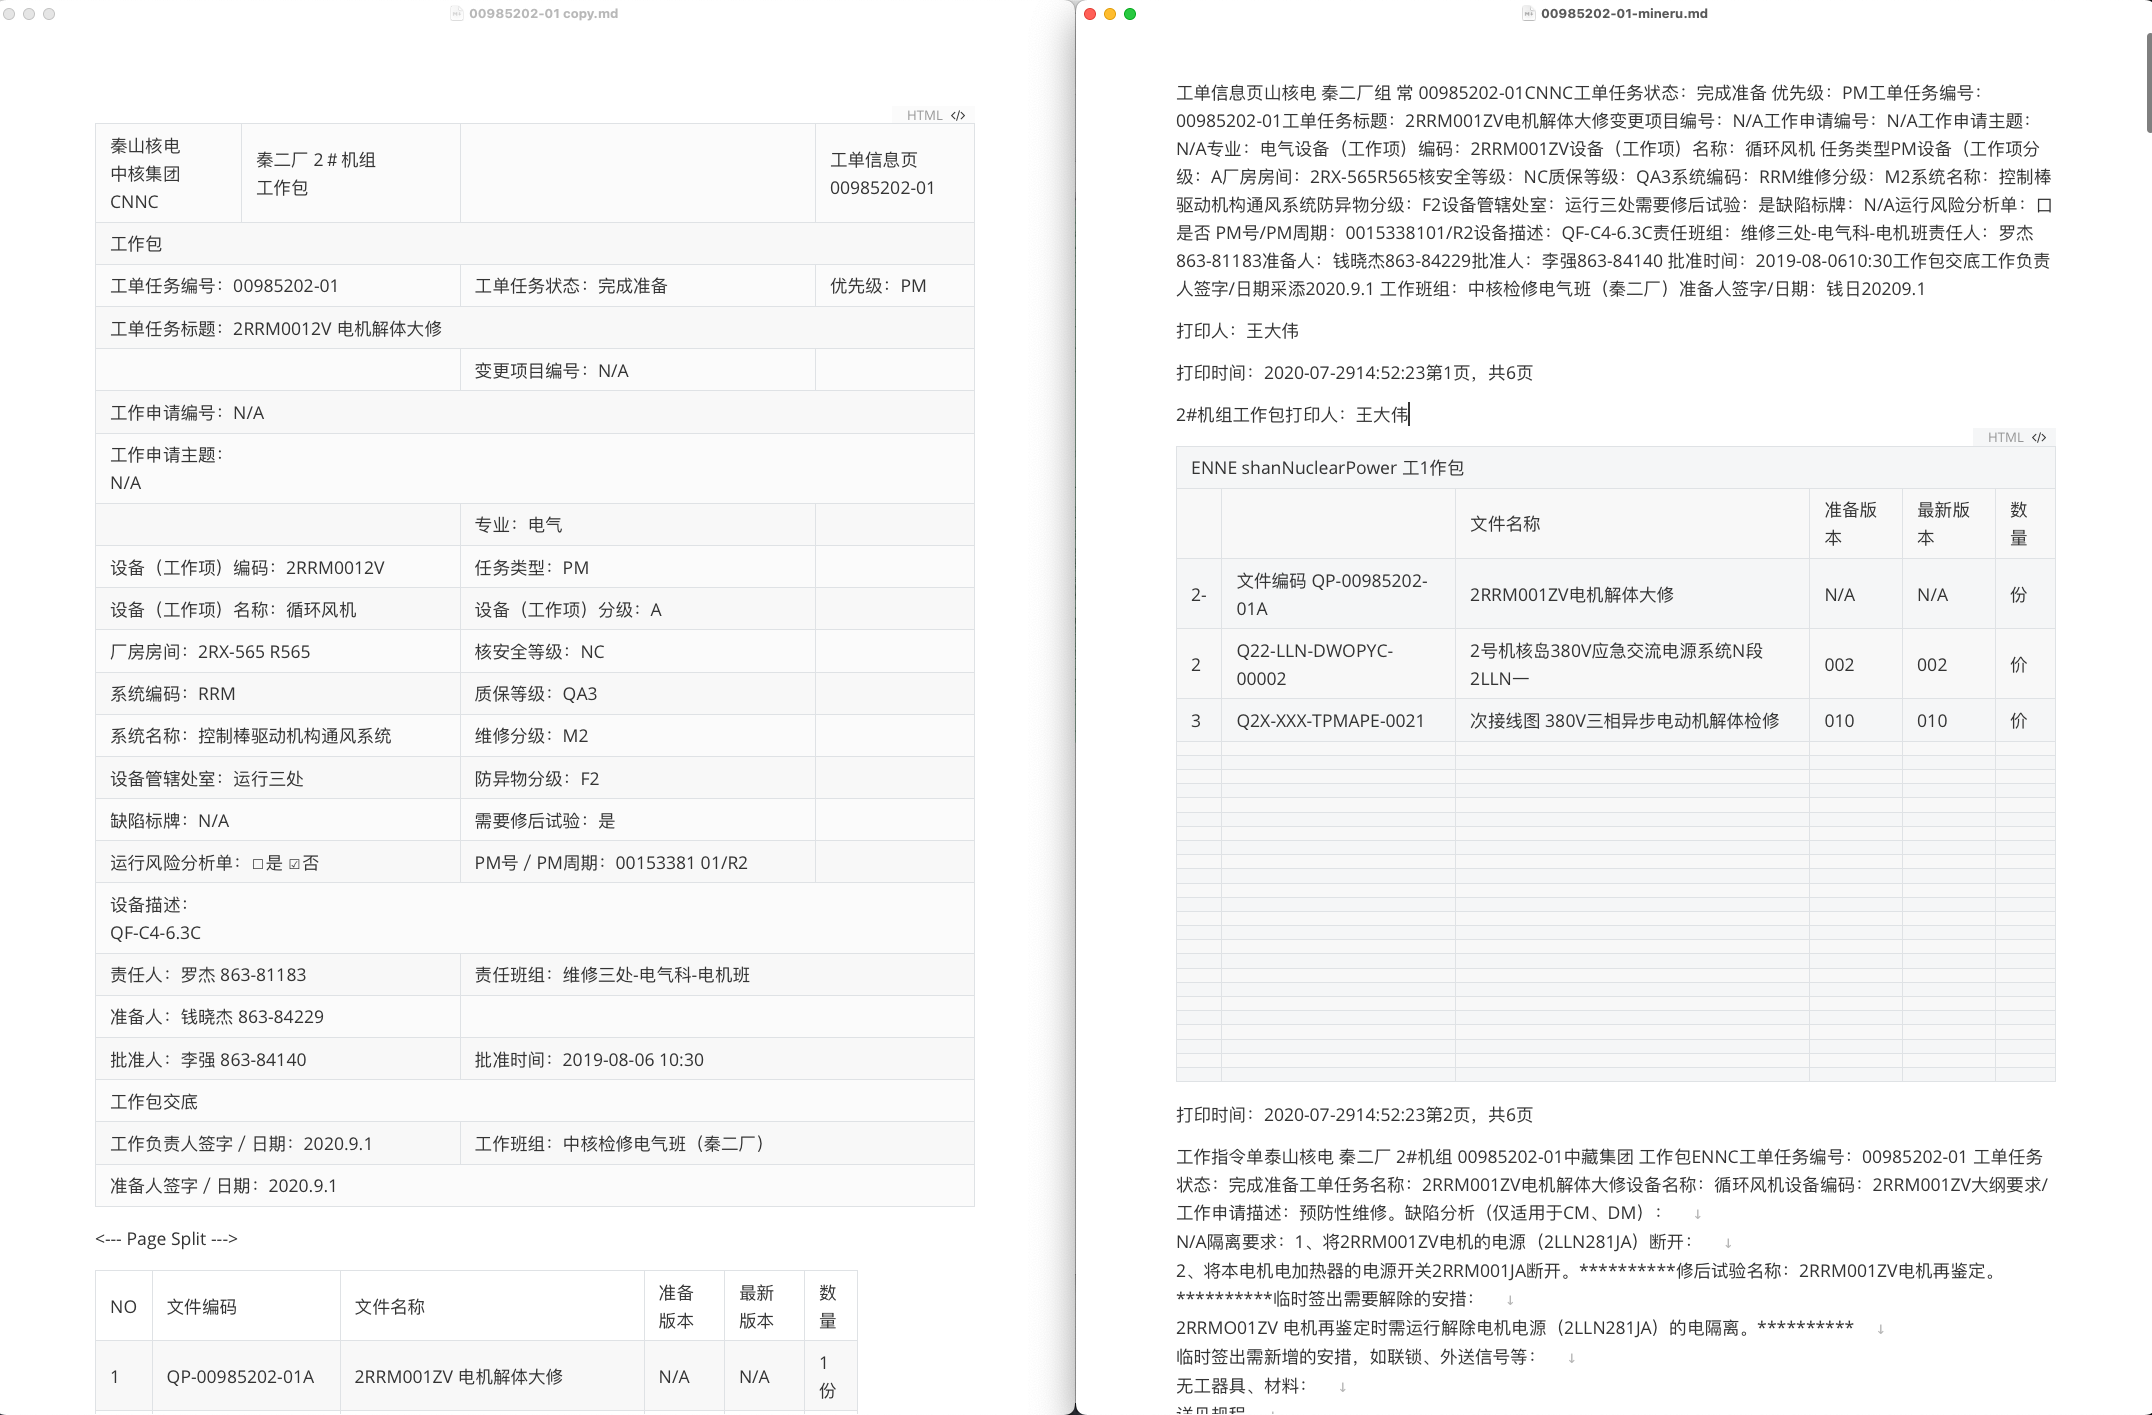 00985202-01 copy.md
HTML </>
秦山核电
中核集团
CNNC
秦二厂 2 # 机组
工作包
工单信息页
00985202-01
工作包
工单任务编号：00985202-01
工单任务状态：完成准备
优先级：PM
工单任务标题：2RRM0012V 电机解体大修
变更项目编号：N/A
工作申请编号：N/A
工作申请主题：
N/A
专业：电气
设备（工作项）编码：2RRM0012V
任务类型：PM
设备（工作项）名称：循环风机
设备（工作项）分级：A
厂房房间：2RX-565 R565
核安全等级：NC
系统编码：RRM
质保等级：QA3
系统名称：控制棒驱动机构通风系统
维修分级：M2
设备管辖处室：运行三处
防异物分级：F2
缺陷标牌：N/A
需要修后试验：是
运行风险分析单：☐是 ☑否
PM号 / PM周期：00153381 01/R2
设备描述：
QF-C4-6.3C
责任人：罗杰 863-81183
责任班组：维修三处-电气科-电机班
准备人：钱晓杰 863-84229
批准人：李强 863-84140
批准时间：2019-08-06 10:30
工作包交底
工作负责人签字 / 日期：2020.9.1
工作班组：中核检修电气班（秦二厂）
准备人签字 / 日期：2020.9.1
<--- Page Split --->
NO
文件编码
文件名称
准备
版本
最新
版本
数
量
1
QP-00985202-01A
2RRM001ZV 电机解体大修
N/A
N/A
1
份
00985202-01-mineru.md
工单信息页山核电 秦二厂组 常 00985202-01CNNC工单任务状态：完成准备 优先级：PM工单任务编号：
00985202-01工单任务标题：2RRM001ZV电机解体大修变更项目编号：N/A工作申请编号：N/A工作申请主题：
N/A专业：电气设备（工作项）编码：2RRM001ZV设备（工作项）名称：循环风机 任务类型PM设备（工作项分
级：A厂房房间：2RX-565R565核安全等级：NC质保等级：QA3系统编码：RRM维修分级：M2系统名称：控制棒
驱动机构通风系统防异物分级：F2设备管辖处室：运行三处需要修后试验：是缺陷标牌：N/A运行风险分析单：口
是否 PM号/PM周期：0015338101/R2设备描述：QF-C4-6.3C责任班组：维修三处-电气科-电机班责任人：罗杰
863-81183准备人：钱晓杰863-84229批准人：李强863-84140 批准时间：2019-08-0610:30工作包交底工作负责
人签字/日期采添2020.9.1 工作班组：中核检修电气班（秦二厂）准备人签字/日期：钱日20209.1
打印人：王大伟
打印时间：2020-07-2914:52:23第1页，共6页
2#机组工作包打印人：王大伟
HTML </>
ENNE shanNuclearPower 工1作包
文件名称
准备版
本
最新版
本
数
量
2-
文件编码 QP-00985202-
01A
2RRM001ZV电机解体大修
N/A
N/A
份
2
Q22-LLN-DWOPYC-
00002
2号机核岛380V应急交流电源系统N段
2LLN一
002
002
价
3
Q2X-XXX-TPMAPE-0021
次接线图 380V三相异步电动机解体检修
010
010
价
打印时间：2020-07-2914:52:23第2页，共6页
工作指令单泰山核电 秦二厂 2#机组 00985202-01中藏集团 工作包ENNC工单任务编号：00985202-01 工单任务
状态：完成准备工单任务名称：2RRM001ZV电机解体大修设备名称：循环风机设备编码：2RRM001ZV大纲要求/
工作申请描述：预防性维修。缺陷分析（仅适用于CM、DM）： ↓
N/A隔离要求：1、将2RRM001ZV电机的电源（2LLN281JA）断开： ↓
2、将本电机电加热器的电源开关2RRM001JA断开。**********修后试验名称：2RRM001ZV电机再鉴定。
**********临时签出需要解除的安措： ↓
2RRMO01ZV 电机再鉴定时需运行解除电机电源（2LLN281JA）的电隔离。********** ↓
临时签出需新增的安措，如联锁、外送信号等： ↓
无工器具、材料： ↓
详见规程